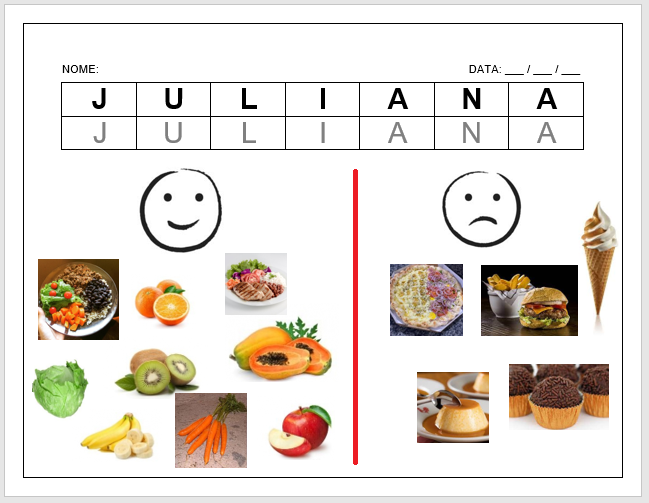 NOME: DATA: ___ / ___ / ___
J U L I A N A
J U L I A N A